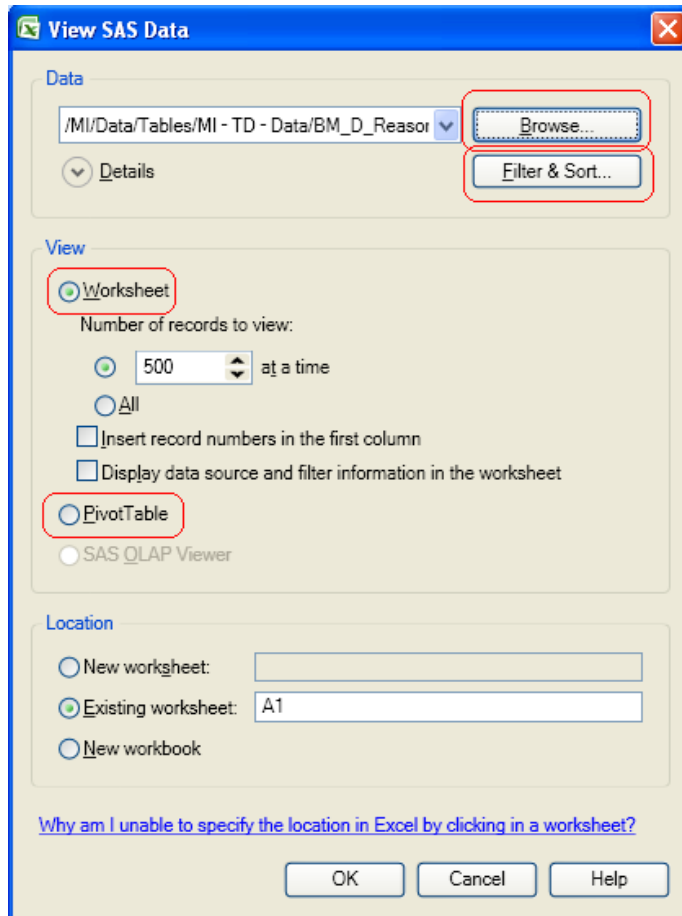 View SAS Data
Data
/MI/Data/Tables/MI - TD - Data/BM_D_Reasor Browse...
Details Filter & Sort...
View
Worksheet
Number of records to view:
500 at a time
All
Insert record numbers in the first column
Display data source and filter information in the worksheet
PivotTable
SAS OLAP Viewer
Location
New worksheet:
Existing worksheet: A1
New workbook
Why am I unable to specify the location in Excel by clicking in a worksheet?
OK Cancel Help